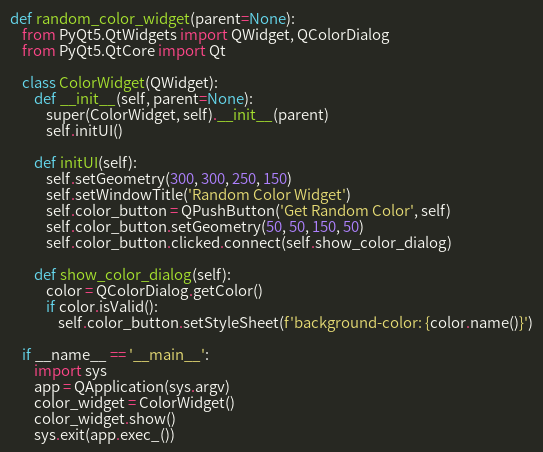 def random_color_widget(parent=None):
    from PyQt5.QtWidgets import QWidget, QColorDialog
    from PyQt5.QtCore import Qt

    class ColorWidget(QWidget):
        def __init__(self, parent=None):
            super(ColorWidget, self).__init__(parent)
            self.initUI()

        def initUI(self):
            self.setGeometry(300, 300, 250, 150)
            self.setWindowTitle('Random Color Widget')
            self.color_button = QPushButton('Get Random Color', self)
            self.color_button.setGeometry(50, 50, 150, 50)
            self.color_button.clicked.connect(self.show_color_dialog)

        def show_color_dialog(self):
            color = QColorDialog.getColor()
            if color.isValid():
                self.color_button.setStyleSheet(f'background-color: {color.name()}')

    if __name__ == '__main__':
        import sys
        app = QApplication(sys.argv)
        color_widget = ColorWidget()
        color_widget.show()
        sys.exit(app.exec_())